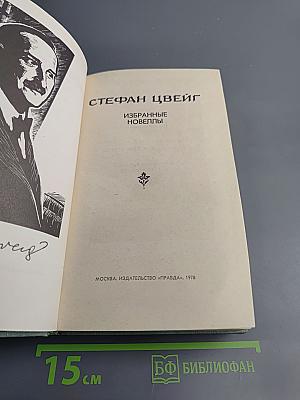 СТЕФАН ЦВЕЙГ
ИЗБРАННЫЕ
НОВЕЛЛЫ
МОСКВА. ИЗДАТЕЛЬСТВО «ПРАВДА», 1978
15 см
БФ БИБЛИОФАН